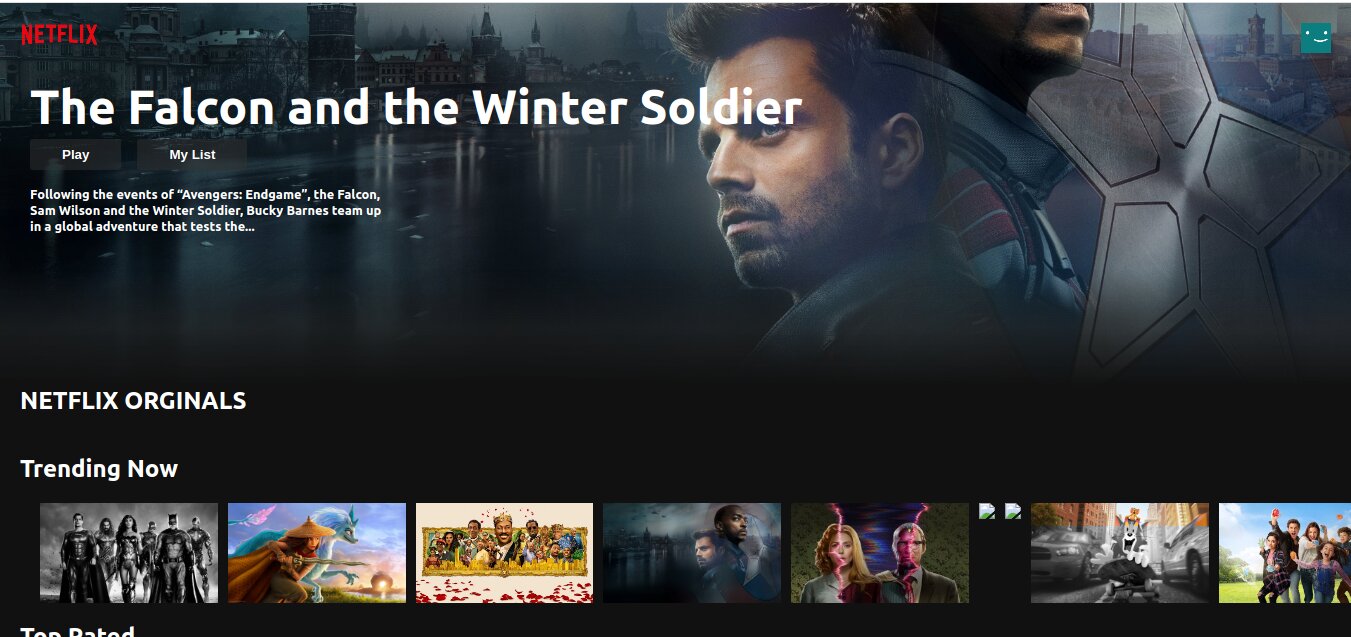 NETFLIX
The Falcon and the Winter Soldier
Play
My List
Following the events of “Avengers: Endgame”, the Falcon,
Sam Wilson and the Winter Soldier, Bucky Barnes team up
in a global adventure that tests the...
NETFLIX ORGINALS
Trending Now
Top Rated